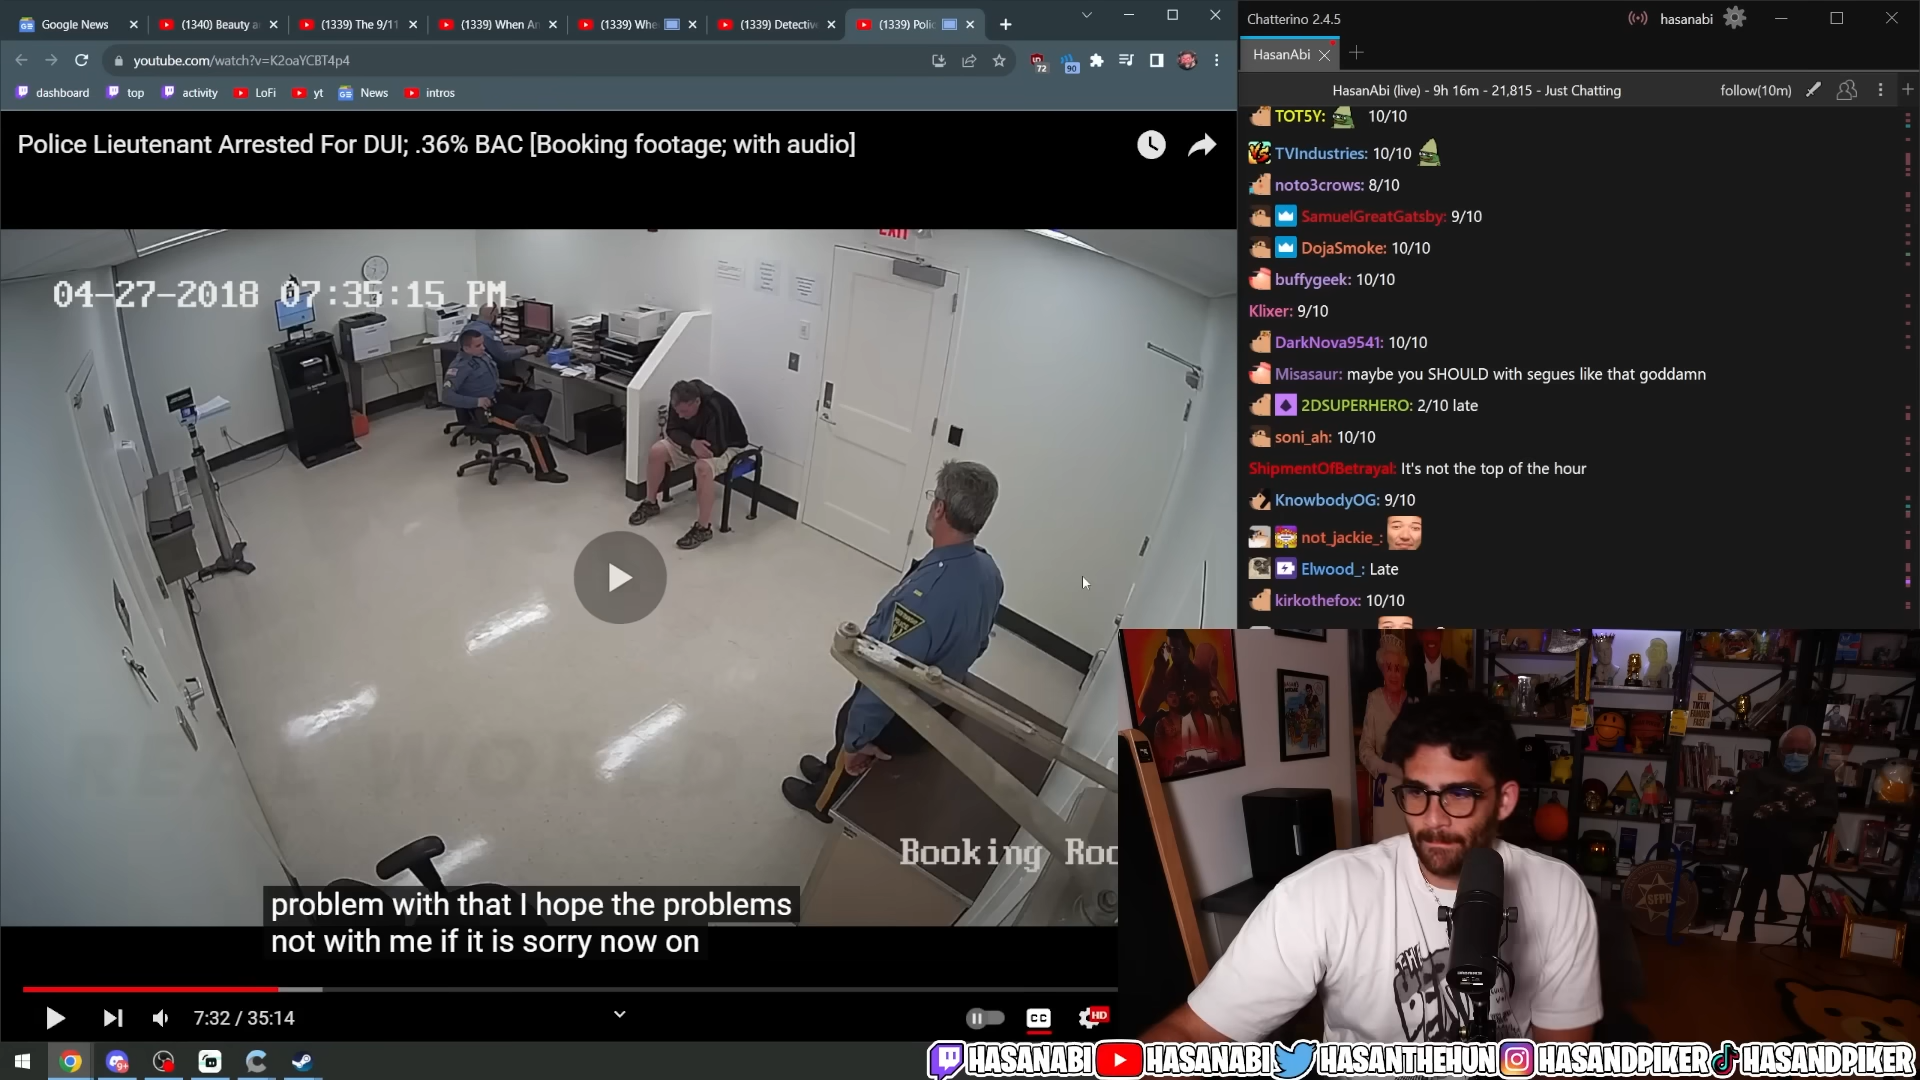 Google News
(1340) Beauty a
(1339) The 9/11
(1339) When An
(1339) Whe
(1339) Detectiv
(1339) Polic
youtube.com/watch?v=K2oaYCBT4p4
72
90
dashboard
top
activity
LoFi
yt
News
intros
Police Lieutenant Arrested For DUI; .36% BAC [Booking footage; with audio]
EXIT
04-27-2018 07:35:15 PM
Booking Roo
problem with that I hope the problems
not with me if it is sorry now on
7:32 / 35:14
CC
HD
Chatterino 2.4.5
hasanabi
HasanAbi
HasanAbi (live) - 9h 16m - 21,815 - Just Chatting
follow(10m)
TOT5Y: 10/10
TVIndustries: 10/10
noto3crows: 8/10
SamuelGreatGatsby: 9/10
DojaSmoke: 10/10
buffygeek: 10/10
Klixer: 9/10
DarkNova9541: 10/10
Misasaur: maybe you SHOULD with segues like that goddamn
2DSUPERHERO: 2/10 late
soni_ah: 10/10
ShipmentOfBetrayal: It's not the top of the hour
KnowbodyOG: 9/10
not_jackie_:
Elwood_: Late
kirkothefox: 10/10
SFPD
HASANABI
HASANABI
HASANTHEHUN
HASANDPIKER
HASANDPIKER